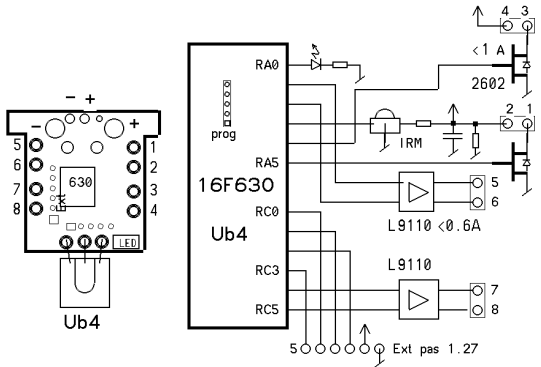 4 3
RA0
<1 A
2602
- +
- +
prog
IRM
2 1
5 1
6 630 2
7 3
8 Ext 4
LED
Ub4
16F630
Ub4
RA5
5
6
L9110 <0.6A
RC0
L9110
RC3
7
RC5
8
5 Ext pas 1.27